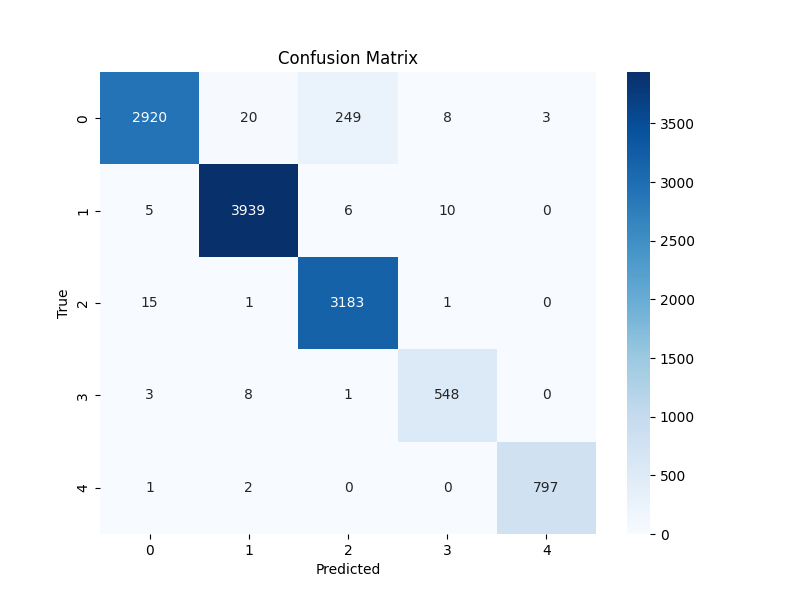 Confusion Matrix
0 2920 20 249 8 3
1 5 3939 6 10 0
2 15 1 3183 1 0
3 3 8 1 548 0
4 1 2 0 0 797
0 1 2 3 4
Predicted
True
3500
3000
2500
2000
1500
1000
500
0